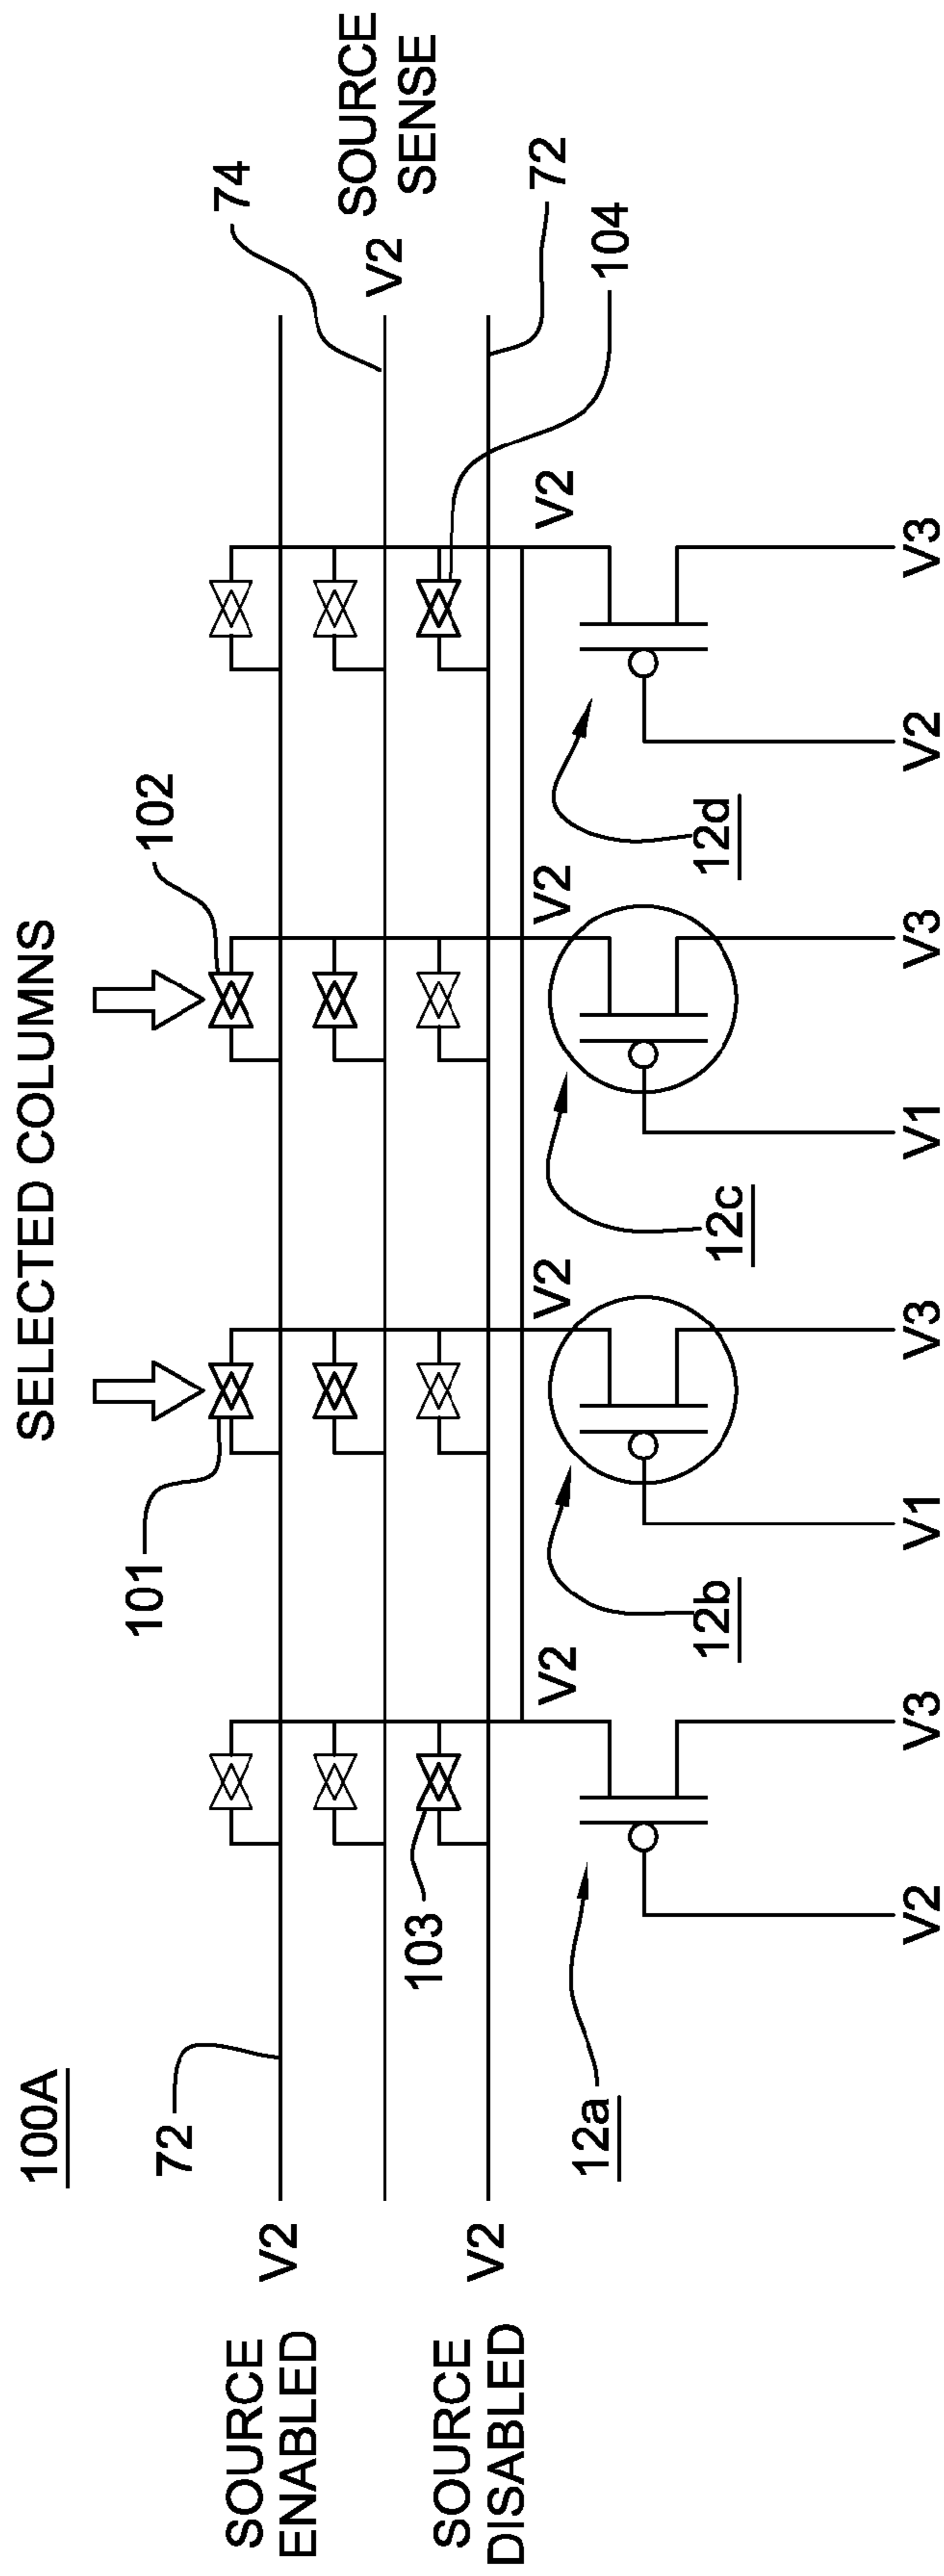 100A
SELECTED COLUMNS
101
102
72
74
SOURCE
ENABLED
V2
V2
SOURCE
SENSE
SOURCE
DISABLED
V2
72
103
104
V2
V2
V2
V2
12a
12b
12c
12d
V2
V3
V1
V3
V1
V3
V2
V3